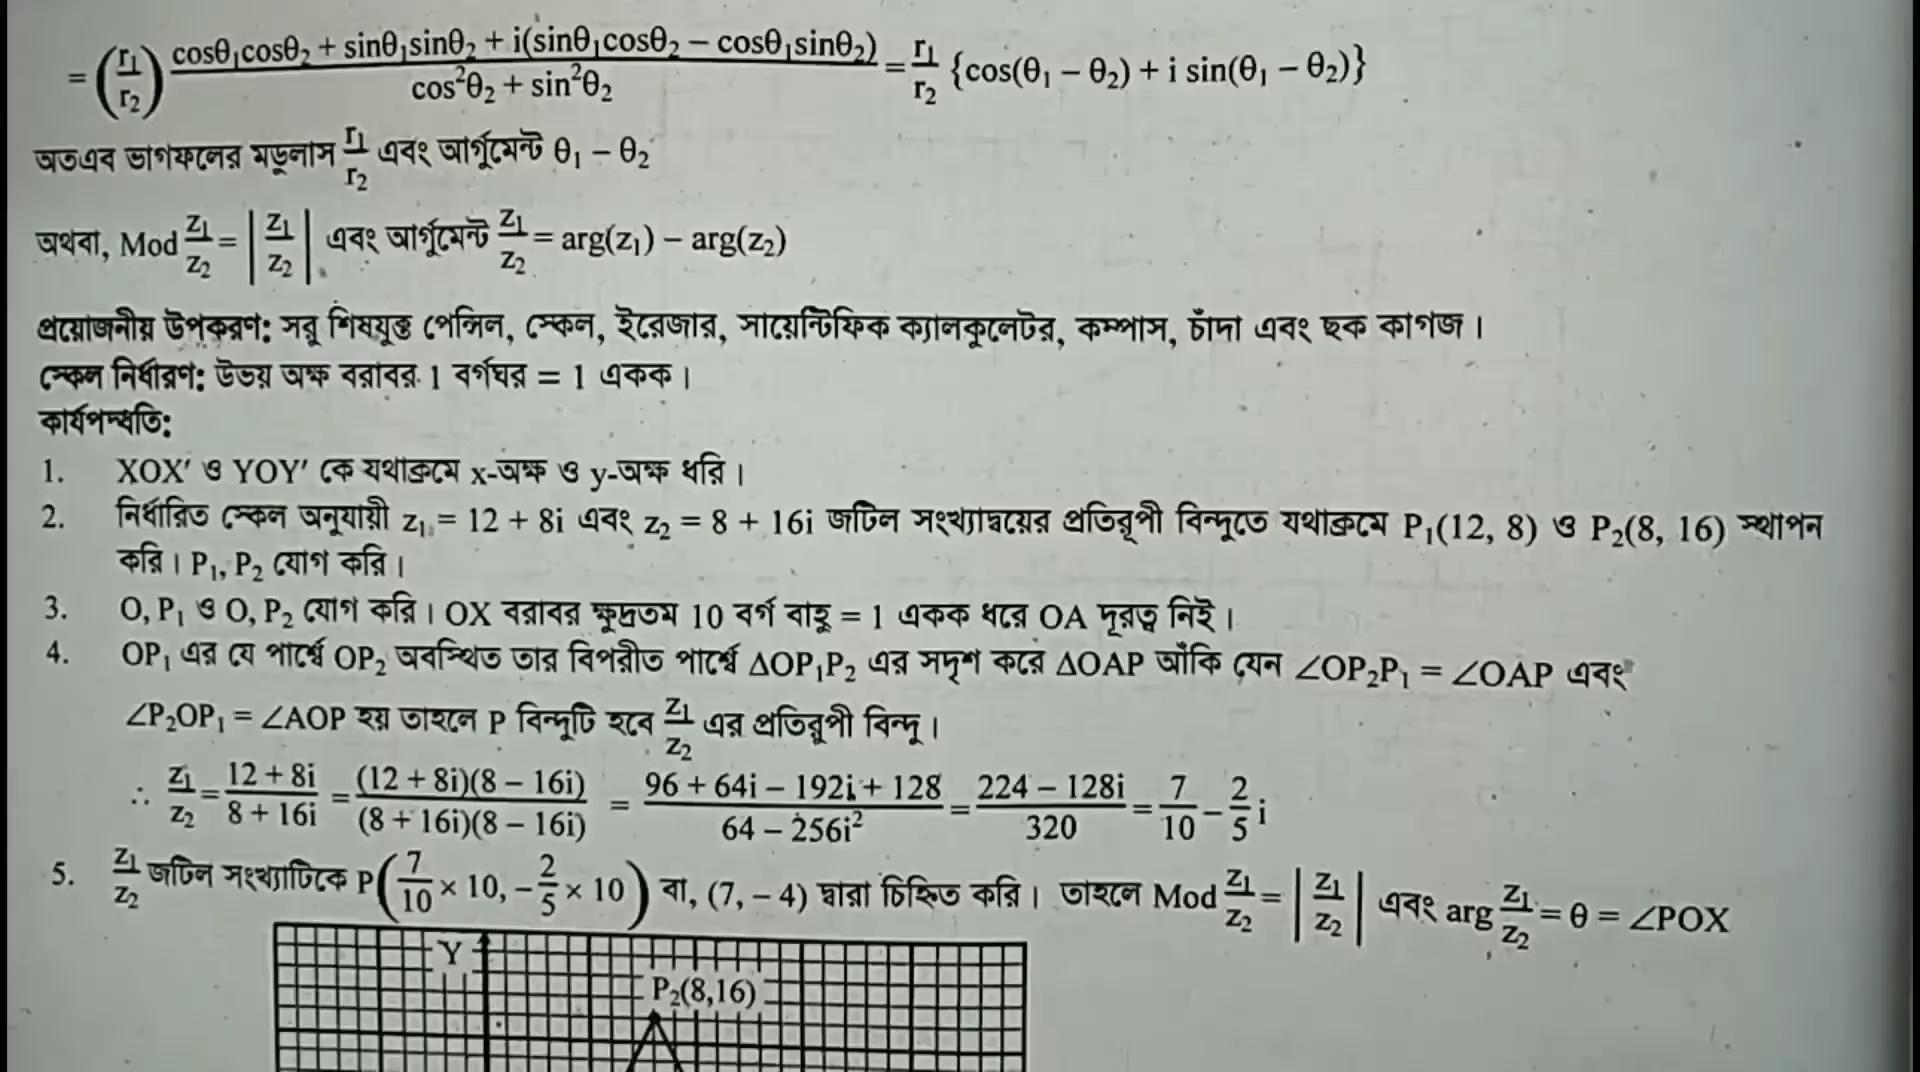 = (r₁/r₂) (cosθ₁cosθ₂ + sinθ₁sinθ₂ + i(sinθ₁cosθ₂ − cosθ₁sinθ₂))/(cos²θ₂ + sin²θ₂) = r₁/r₂ {cos(θ₁ − θ₂) + i sin(θ₁ − θ₂)}
অতএব ভাগফলের মডুলাস r₁/r₂ এবং আর্গুমেন্ট θ₁ − θ₂
অথবা, Mod z₁/z₂ = |z₁/z₂| এবং আর্গুমেন্ট z₁/z₂ = arg(z₁) − arg(z₂)
প্রয়োজনীয় উপকরণ: সরু শিষযুক্ত পেন্সিল, স্কেল, ইরেজার, সায়েন্টিফিক ক্যালকুলেটর, কম্পাস, চাঁদা এবং ছক কাগজ।
স্কেল নির্ধারণ: উভয় অক্ষ বরাবর 1 বর্গঘর = 1 একক।
কার্যপদ্ধতি:
1. XOX′ ও YOY′ কে যথাক্রমে x-অক্ষ ও y-অক্ষ ধরি।
2. নির্ধারিত স্কেল অনুযায়ী z₁ = 12 + 8i এবং z₂ = 8 + 16i জটিল সংখ্যাদ্বয়ের প্রতিরূপী বিন্দুতে যথাক্রমে P₁(12, 8) ও P₂(8, 16) স্থাপন
করি। P₁, P₂ যোগ করি।
3. O, P₁ ও O, P₂ যোগ করি। OX বরাবর ক্ষুদ্রতম 10 বর্গ বাহু = 1 একক ধরে OA দূরত্ব নিই।
4. OP₁ এর যে পার্শ্বে OP₂ অবস্থিত তার বিপরীত পার্শ্বে ΔOP₁P₂ এর সদৃশ করে ΔOAP আঁকি যেন ∠OP₂P₁ = ∠OAP এবং
∠P₂OP₁ = ∠AOP হয় তাহলে P বিন্দুটি হবে z₁/z₂ এর প্রতিরূপী বিন্দু।
∴ z₁/z₂ = (12 + 8i)/(8 + 16i) = ((12 + 8i)(8 − 16i))/((8 + 16i)(8 − 16i)) = (96 + 64i − 192i + 128)/(64 − 256i²) = (224 − 128i)/320 = 7/10 − 2/5 i
5. z₁/z₂ জটিল সংখ্যাটিকে P(7/10 × 10, −2/5 × 10) বা, (7, − 4) দ্বারা চিহ্নিত করি। তাহলে Mod z₁/z₂ = |z₁/z₂| এবং arg z₁/z₂ = θ = ∠POX
Y
P₂(8,16)